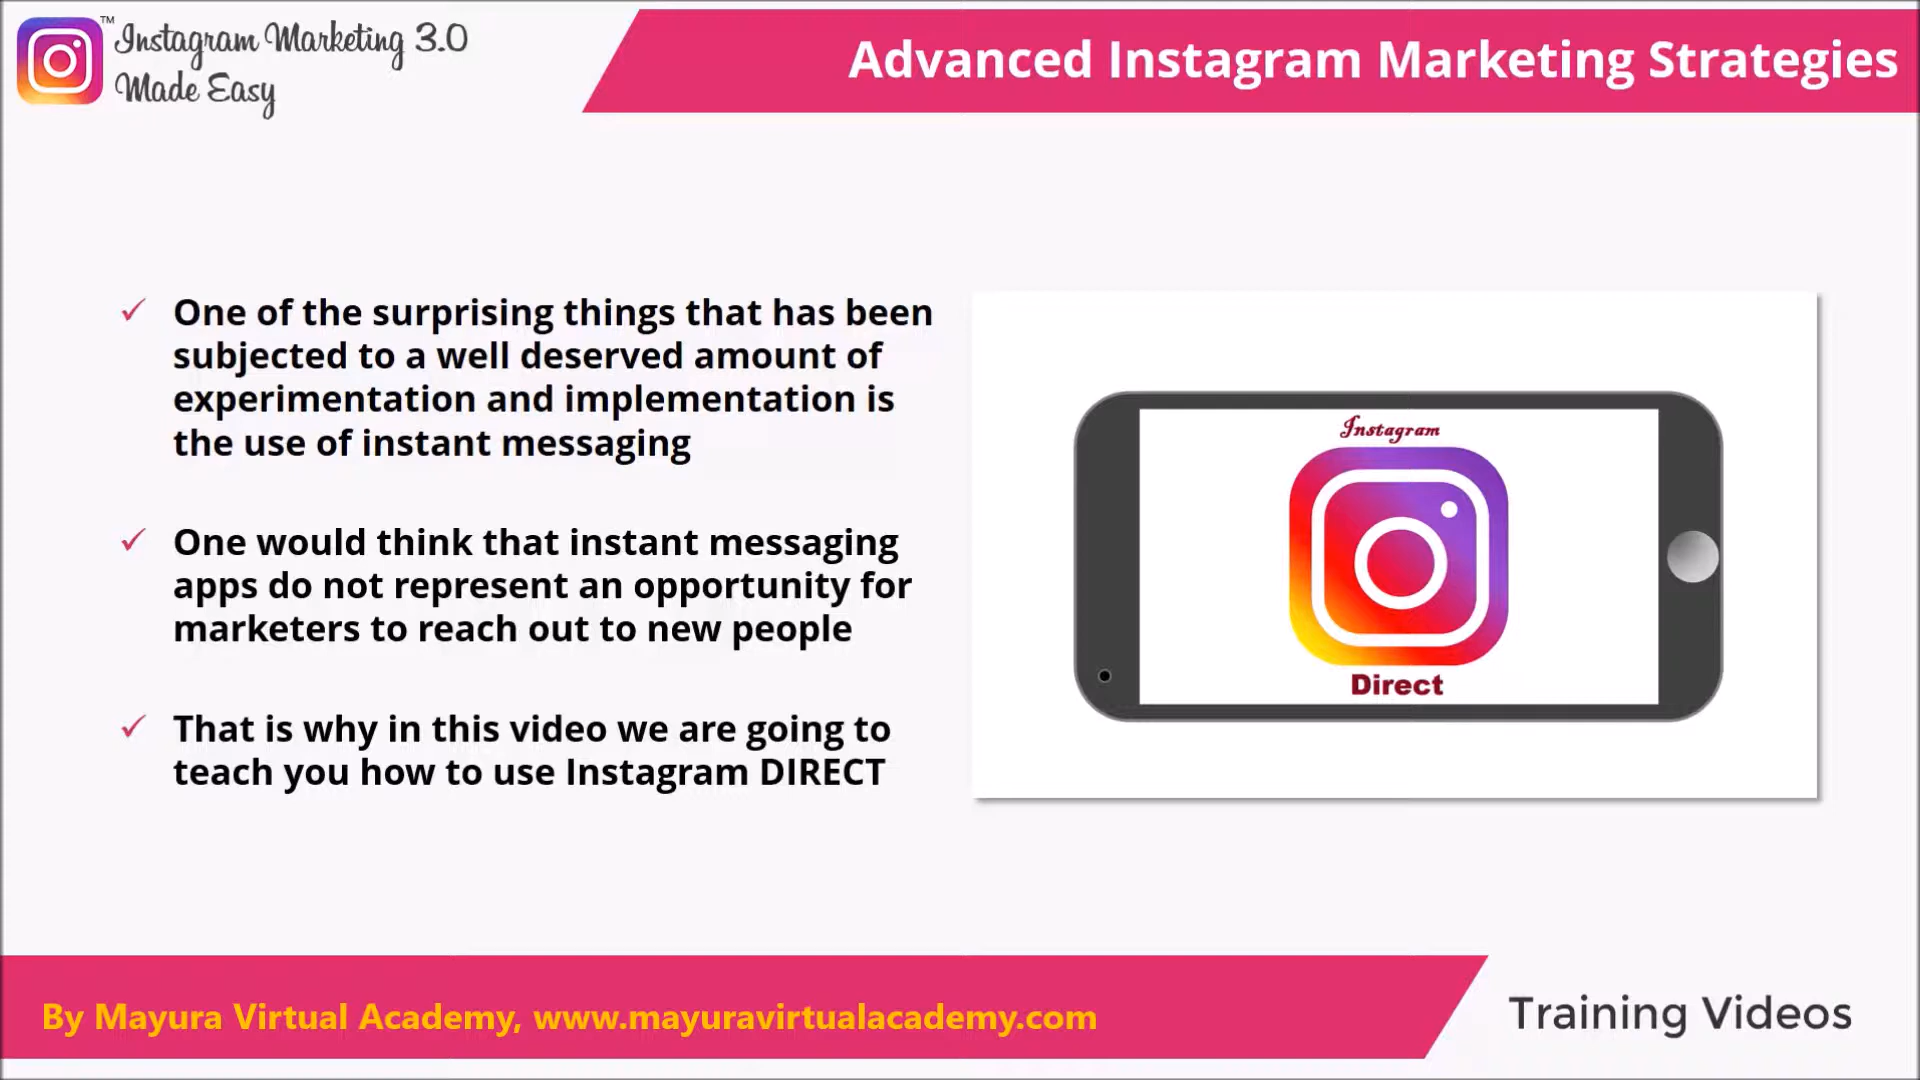 Instagram Marketing 3.0
Made Easy
TM
Advanced Instagram Marketing Strategies
✓ One of the surprising things that has been
subjected to a well deserved amount of
experimentation and implementation is
the use of instant messaging
✓ One would think that instant messaging
apps do not represent an opportunity for
marketers to reach out to new people
✓ That is why in this video we are going to
teach you how to use Instagram DIRECT
Instagram
Direct
By Mayura Virtual Academy, www.mayuravirtualacademy.com
Training Videos